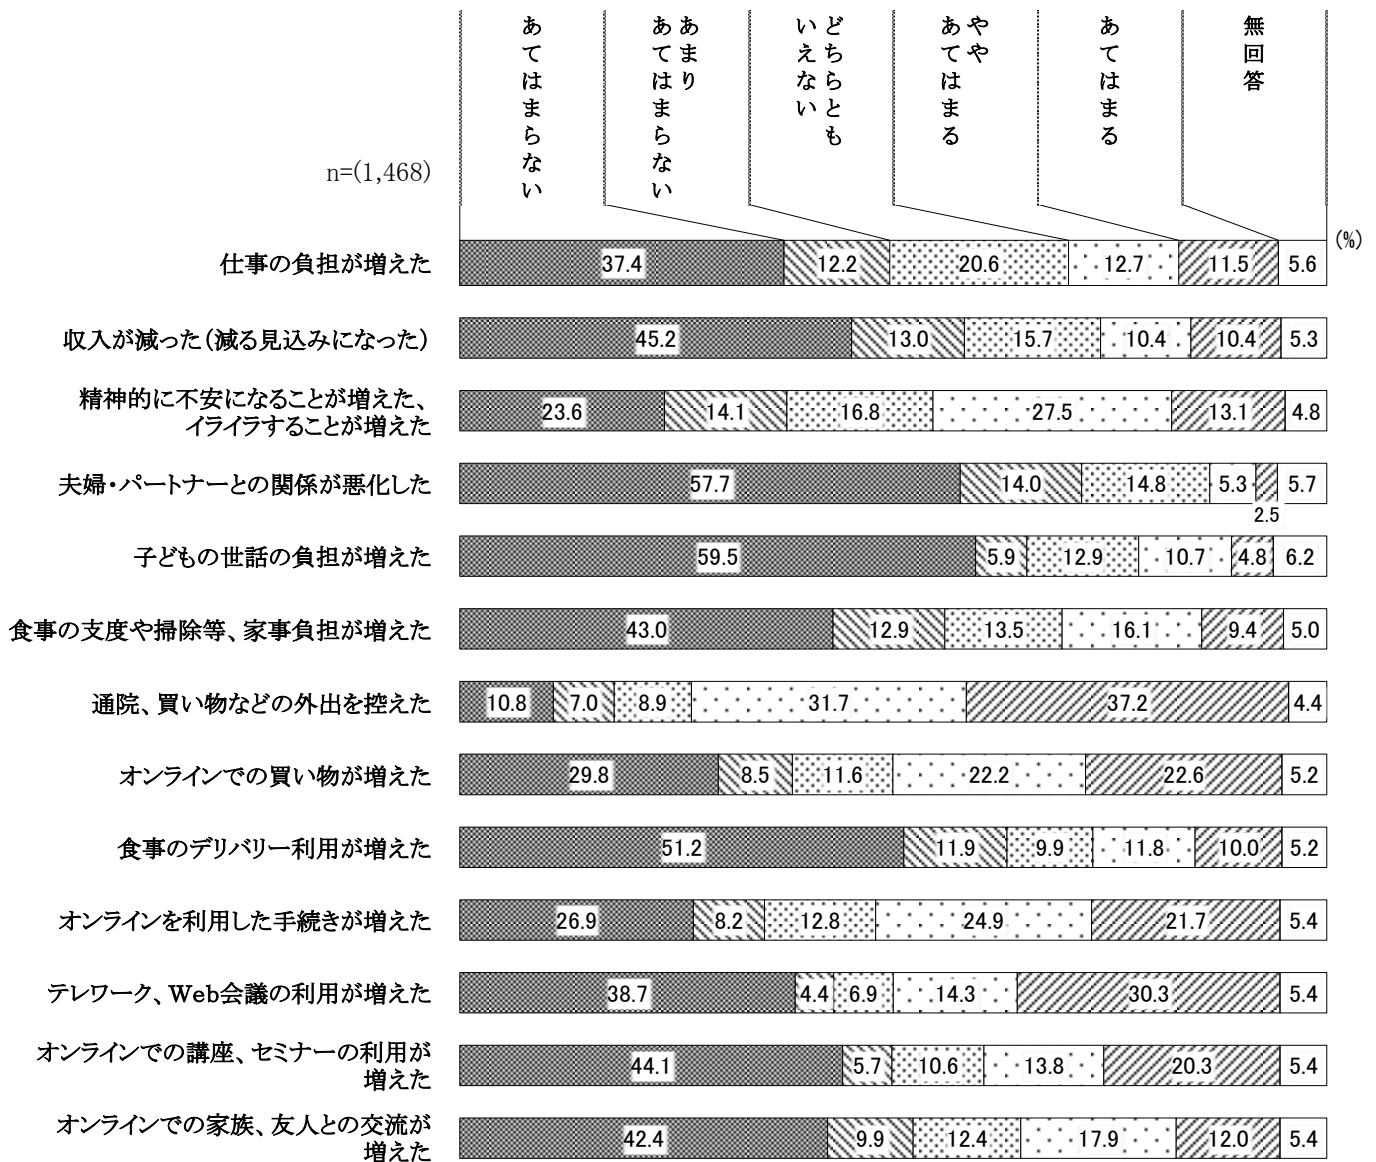 あてはまらない
あまり
あてはまらない
どちらとも
いえない
やや
あてはまる
あてはまる
無回答
n=(1,468)
(%)
仕事の負担が増えた
37.4 12.2 20.6 12.7 11.5 5.6
収入が減った(減る見込みになった)
45.2 13.0 15.7 10.4 10.4 5.3
精神的に不安になることが増えた、
イライラすることが増えた
23.6 14.1 16.8 27.5 13.1 4.8
夫婦・パートナーとの関係が悪化した
57.7 14.0 14.8 5.3 2.5 5.7
子どもの世話の負担が増えた
59.5 5.9 12.9 10.7 4.8 6.2
食事の支度や掃除等、家事負担が増えた
43.0 12.9 13.5 16.1 9.4 5.0
通院、買い物などの外出を控えた
10.8 7.0 8.9 31.7 37.2 4.4
オンラインでの買い物が増えた
29.8 8.5 11.6 22.2 22.6 5.2
食事のデリバリー利用が増えた
51.2 11.9 9.9 11.8 10.0 5.2
オンラインを利用した手続きが増えた
26.9 8.2 12.8 24.9 21.7 5.4
テレワーク、Web会議の利用が増えた
38.7 4.4 6.9 14.3 30.3 5.4
オンラインでの講座、セミナーの利用が
増えた
44.1 5.7 10.6 13.8 20.3 5.4
オンラインでの家族、友人との交流が
増えた
42.4 9.9 12.4 17.9 12.0 5.4